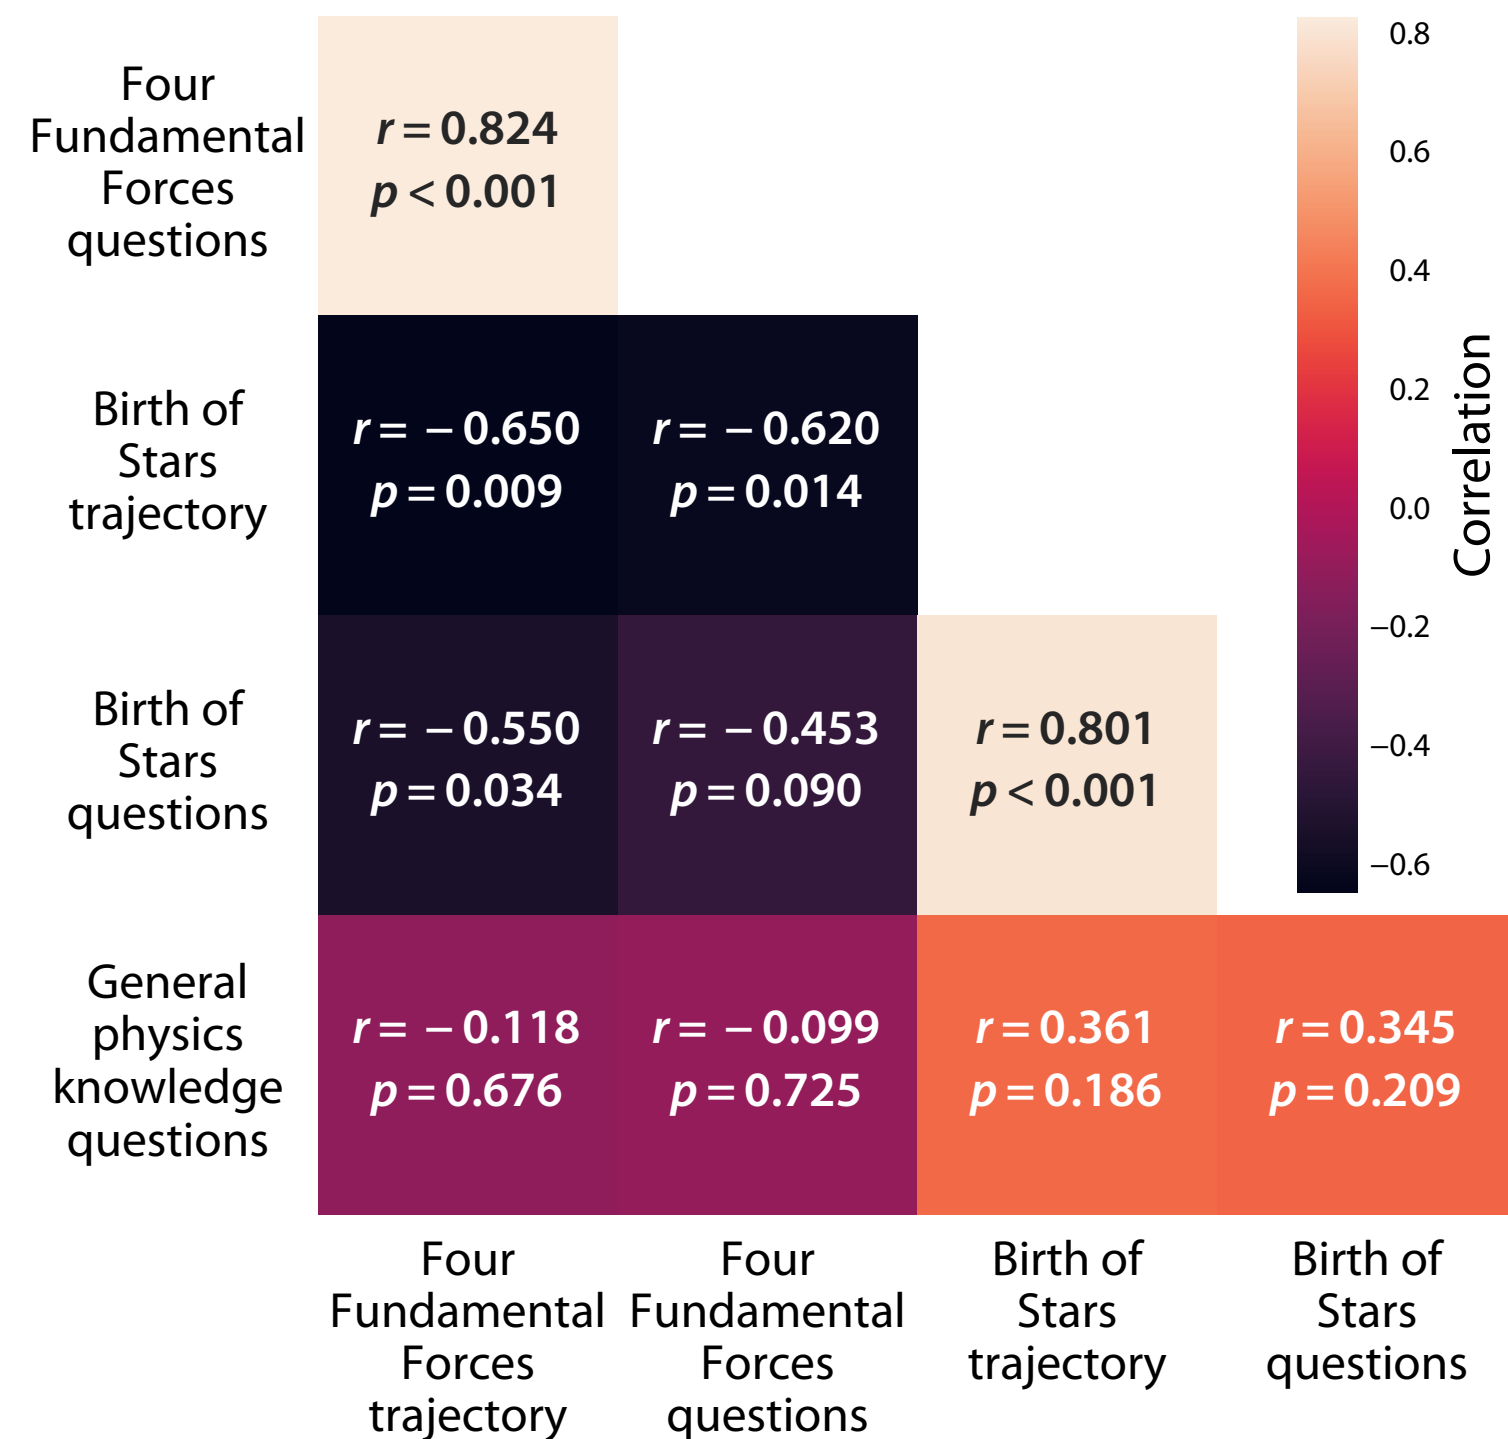 Four
Fundamental
Forces
questions
r = 0.824
p < 0.001
Birth of
Stars
trajectory
r = − 0.650
p = 0.009
r = − 0.620
p = 0.014
Birth of
Stars
questions
r = − 0.550
p = 0.034
r = − 0.453
p = 0.090
r = 0.801
p < 0.001
General
physics
knowledge
questions
r = − 0.118
p = 0.676
r = − 0.099
p = 0.725
r = 0.361
p = 0.186
r = 0.345
p = 0.209
Four
Fundamental
Forces
trajectory
Four
Fundamental
Forces
questions
Birth of
Stars
trajectory
Birth of
Stars
questions
0.8
0.6
0.4
0.2
0.0
−0.2
−0.4
−0.6
Correlation